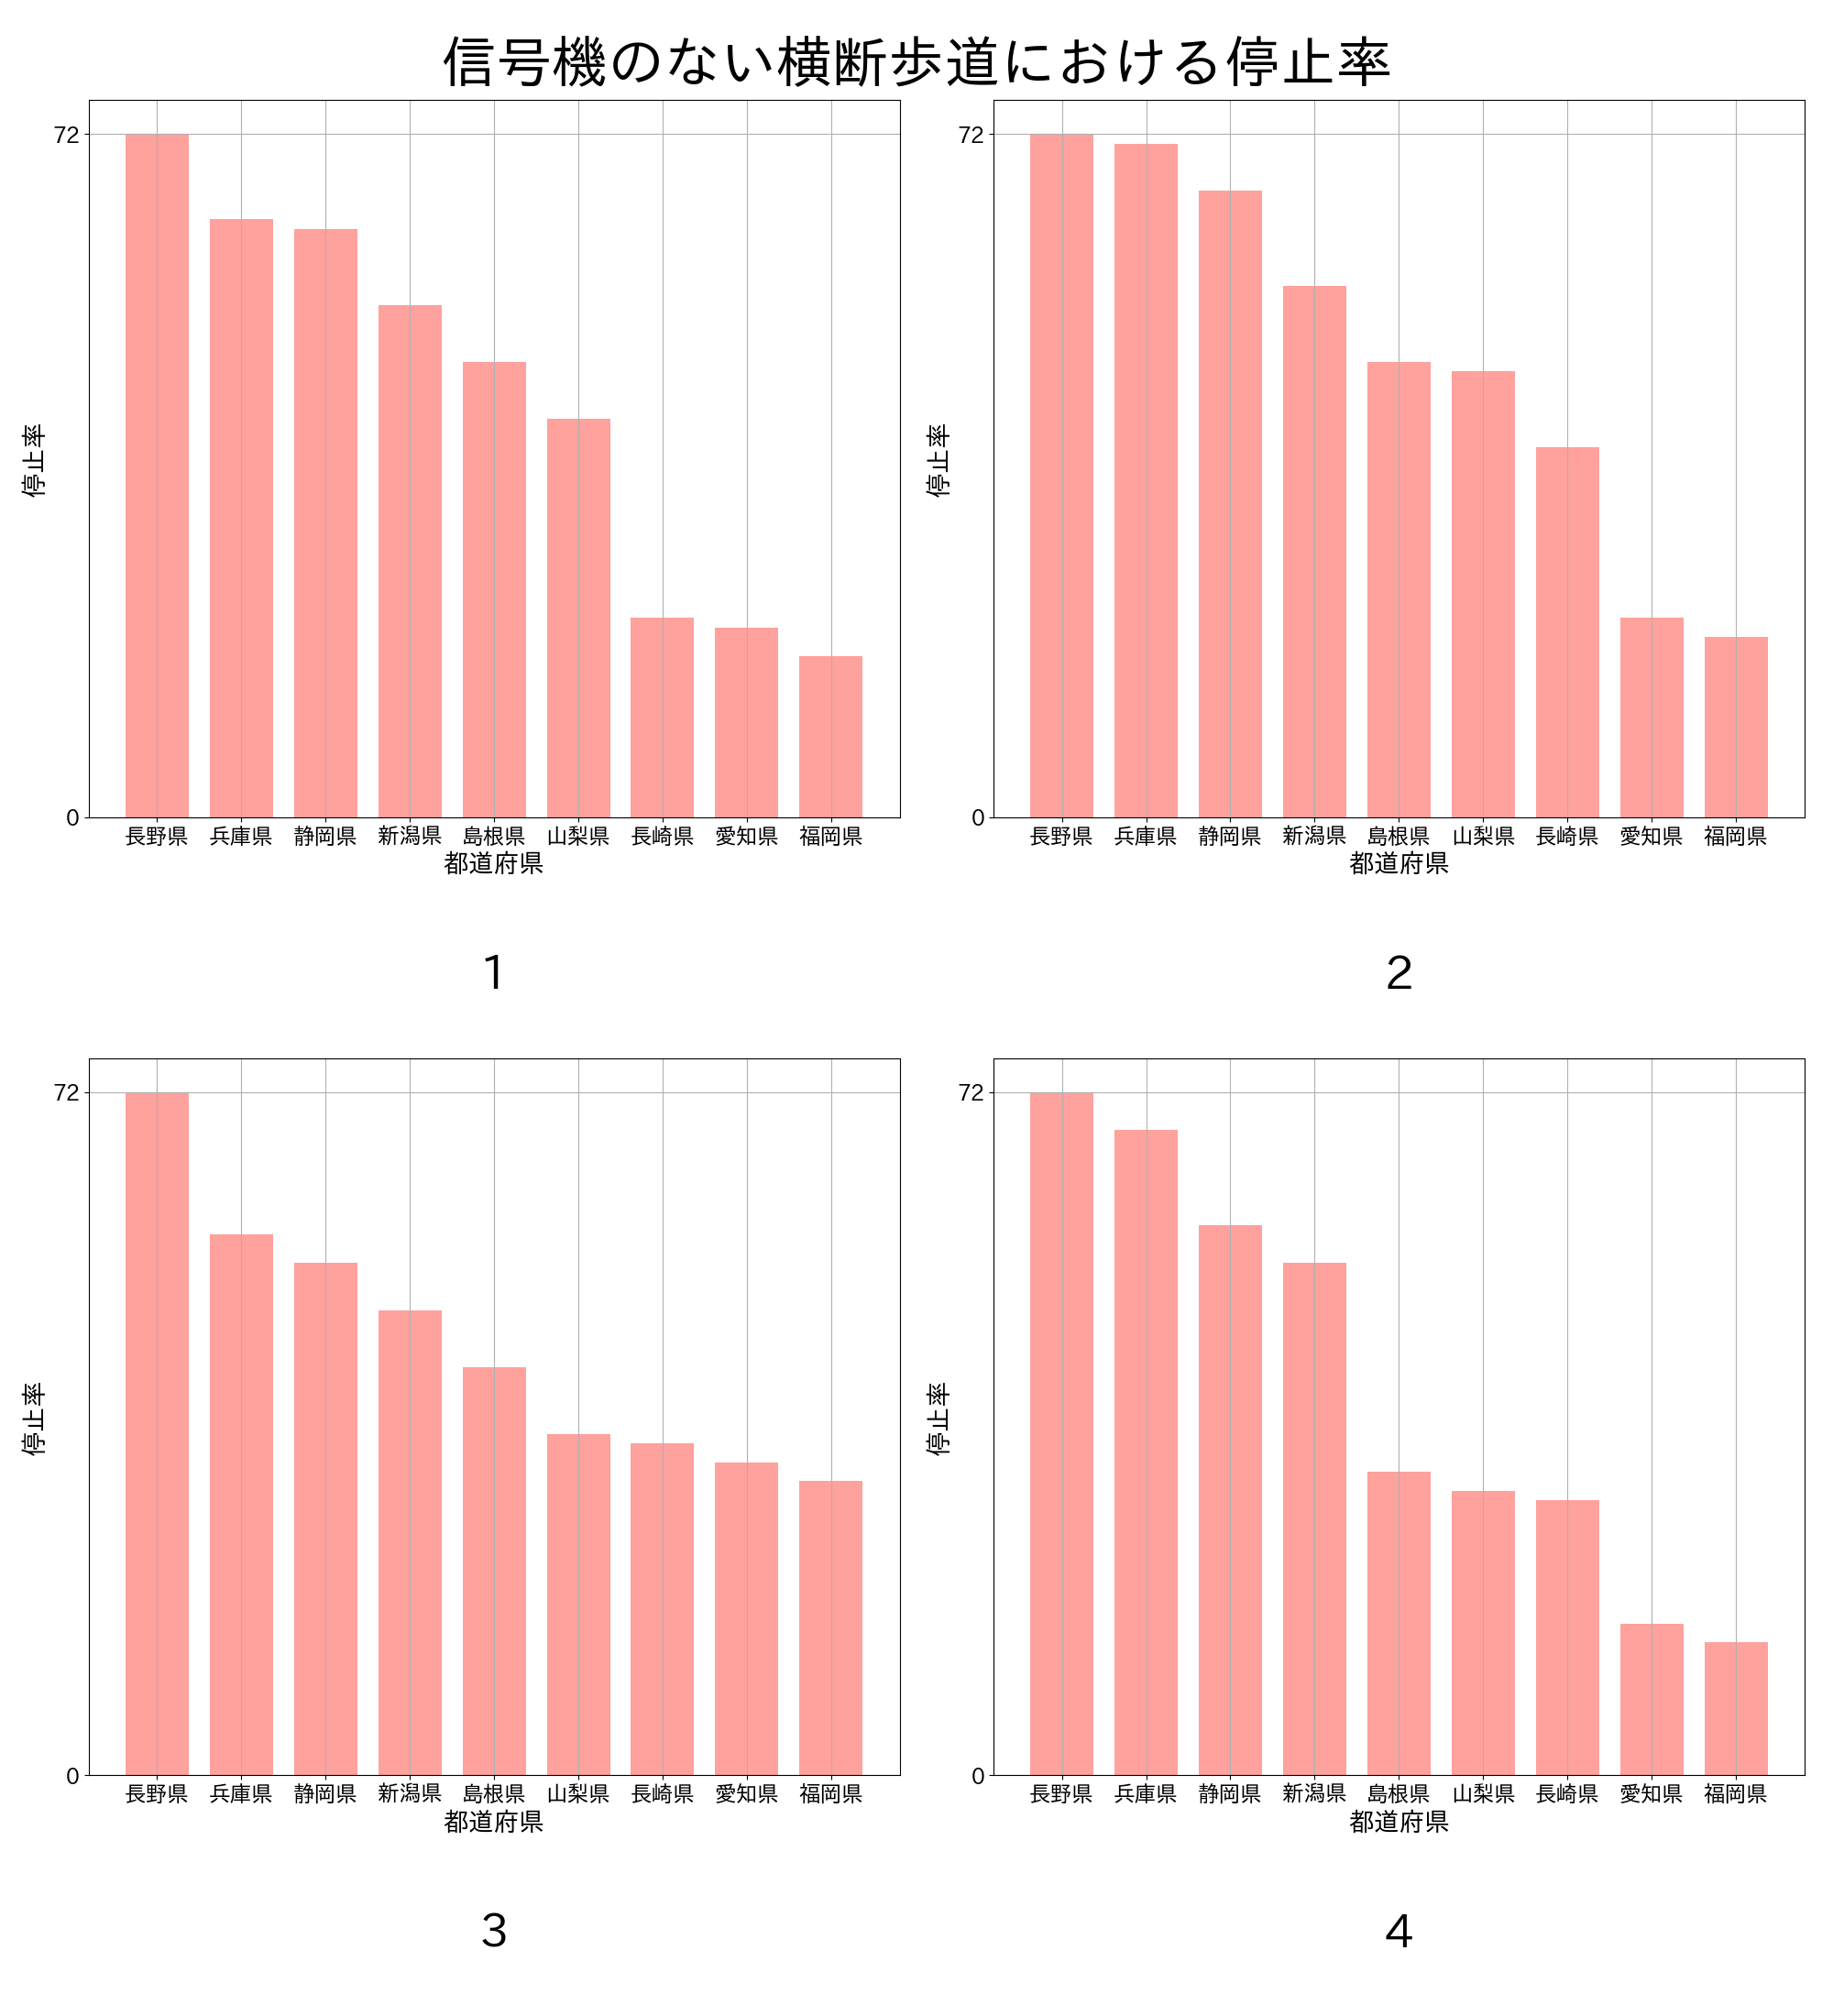 信号機のない横断歩道における停止率
72
0
停止率
長野県 兵庫県 静岡県 新潟県 島根県 山梨県 長崎県 愛知県 福岡県
都道府県
1
72
0
停止率
長野県 兵庫県 静岡県 新潟県 島根県 山梨県 長崎県 愛知県 福岡県
都道府県
2
72
0
停止率
長野県 兵庫県 静岡県 新潟県 島根県 山梨県 長崎県 愛知県 福岡県
都道府県
3
72
0
停止率
長野県 兵庫県 静岡県 新潟県 島根県 山梨県 長崎県 愛知県 福岡県
都道府県
4